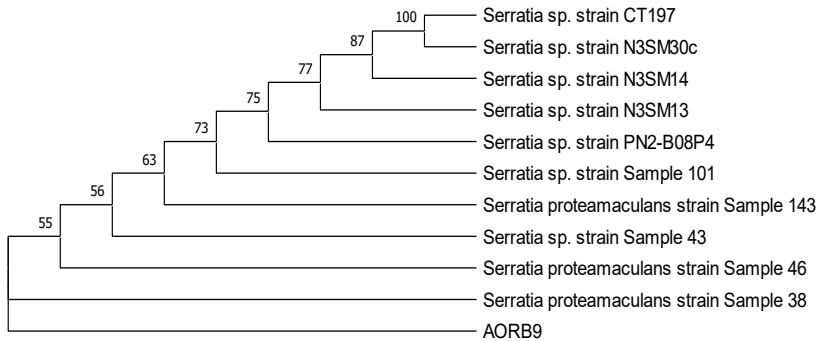 100
Serratia sp. strain CT197
87
Serratia sp. strain N3SM30c
77
Serratia sp. strain N3SM14
75
Serratia sp. strain N3SM13
73
Serratia sp. strain PN2-B08P4
63
Serratia sp. strain Sample 101
56
Serratia proteamaculans strain Sample 143
55
Serratia sp. strain Sample 43
Serratia proteamaculans strain Sample 46
Serratia proteamaculans strain Sample 38
AORB9